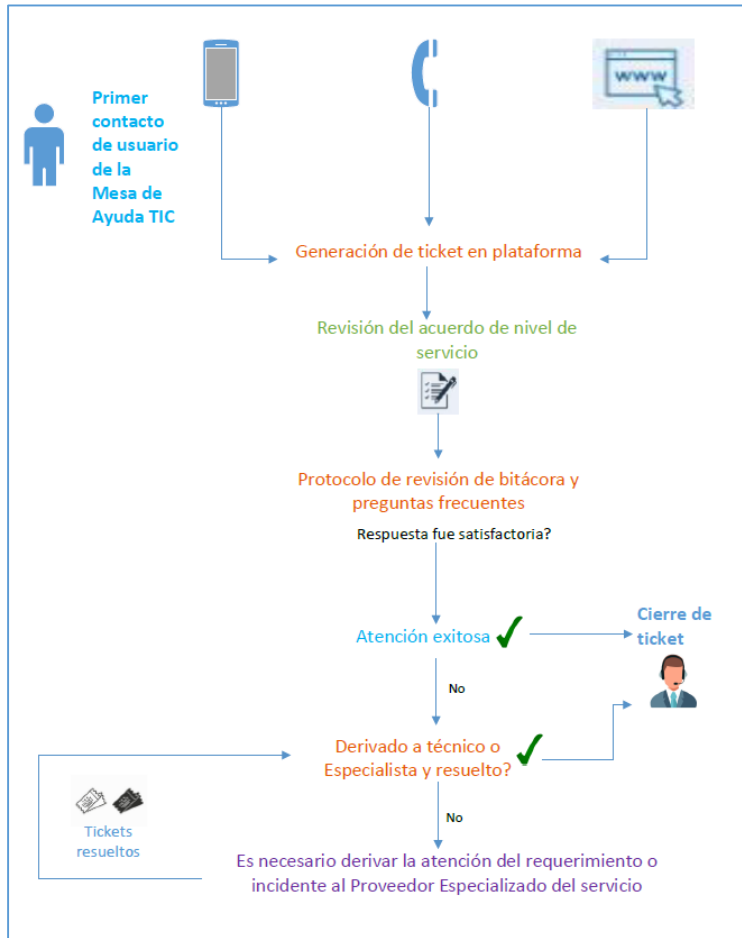 Primer
contacto
de usuario
de la
Mesa de
Ayuda TIC
www
Generación de ticket en plataforma
Revisión del acuerdo de nivel de
servicio
Protocolo de revisión de bitácora y
preguntas frecuentes
Respuesta fue satisfactoria?
Atención exitosa
Cierre de
ticket
No
Derivado a técnico o
Especialista y resuelto?
No
Tickets
resueltos
Es necesario derivar la atención del requerimiento o
incidente al Proveedor Especializado del servicio